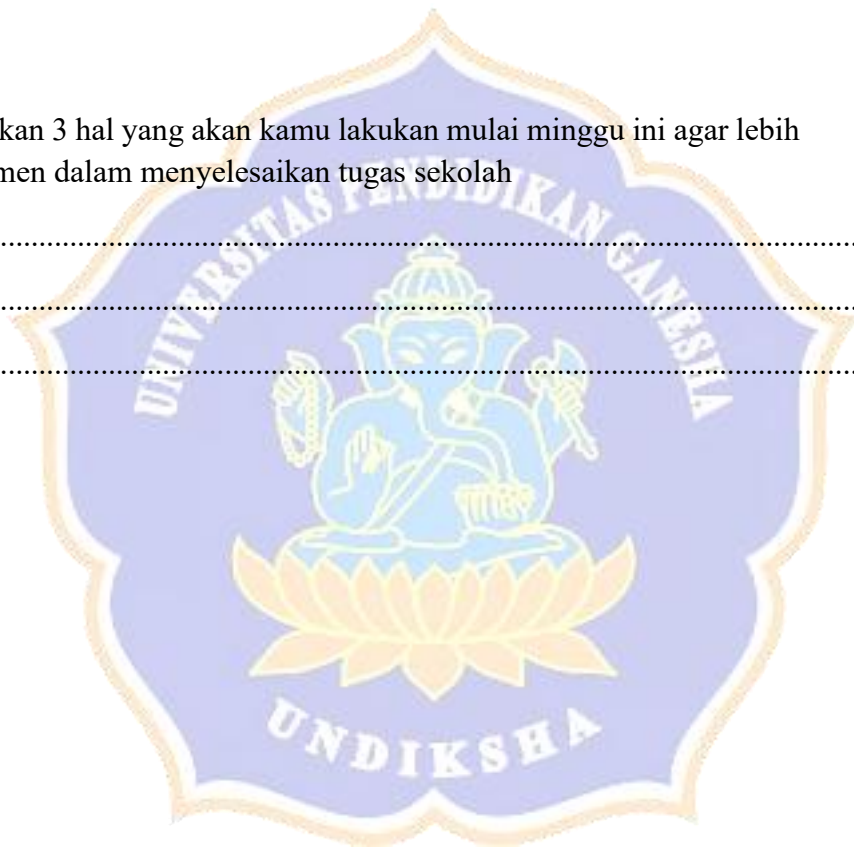 kan 3 hal yang akan kamu lakukan mulai minggu ini agar lebih
men dalam menyelesaikan tugas sekolah
....................................................................................................
....................................................................................................
....................................................................................................
UNIVERSITAS PENDIDIKAN GANESHA
UNDIKSHA